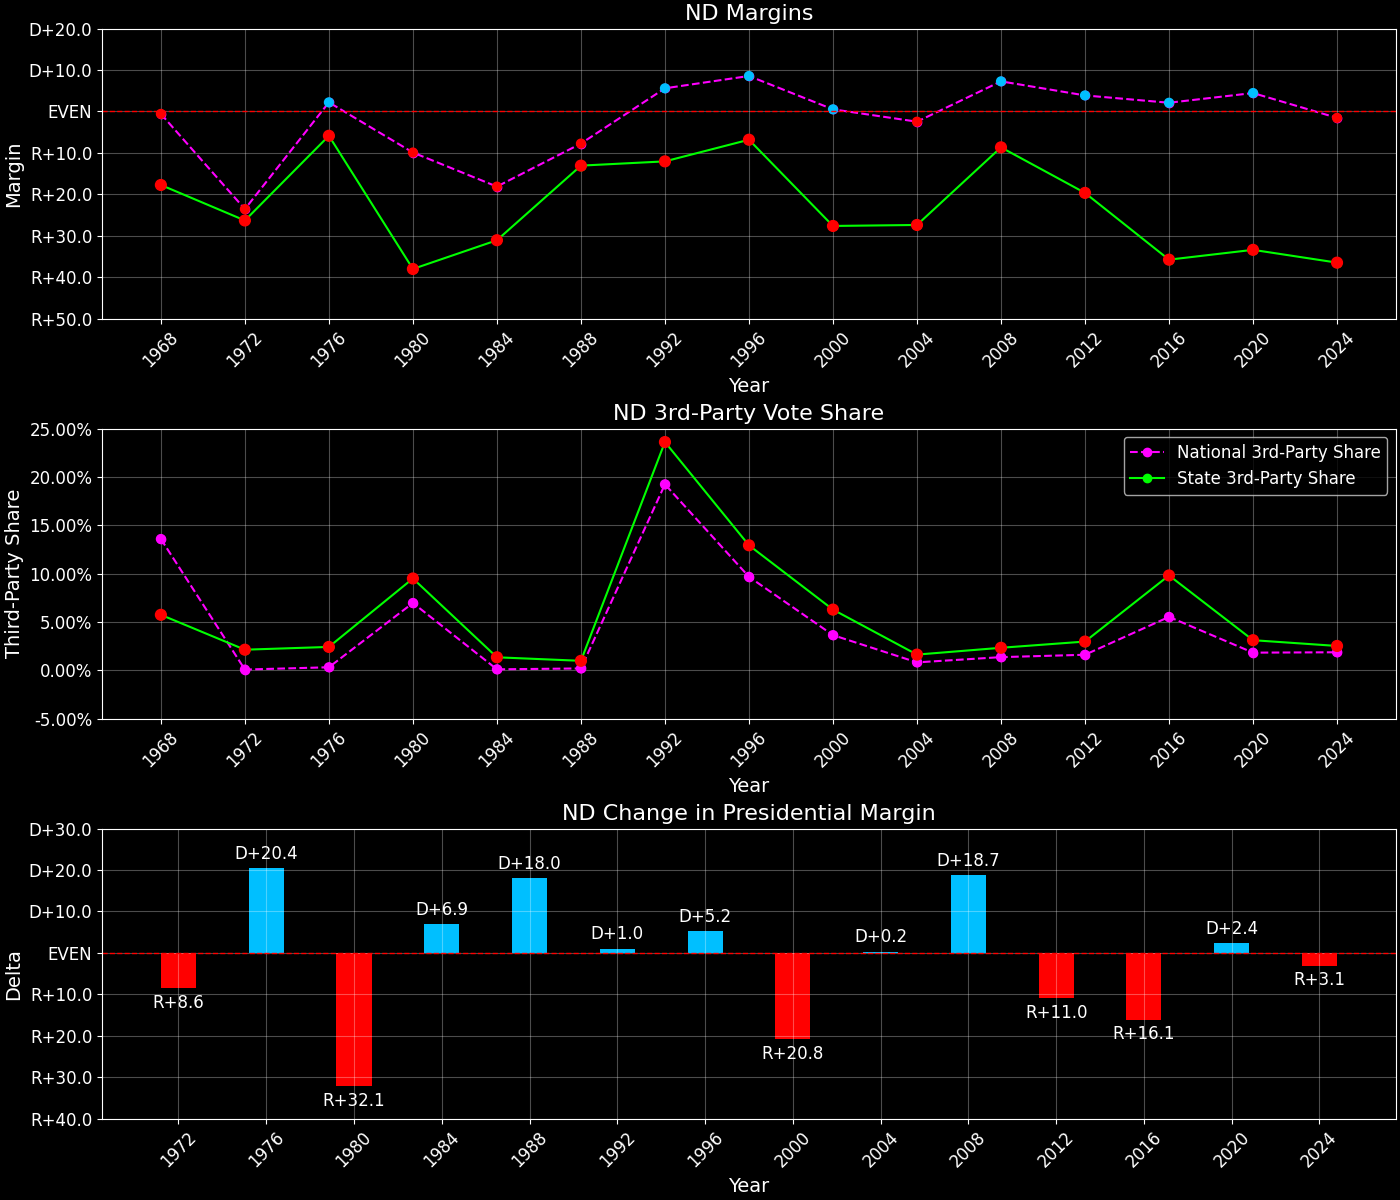 ND Margins
D+20.0
D+10.0
EVEN
R+10.0
R+20.0
R+30.0
R+40.0
R+50.0
Margin
1968 1972 1976 1980 1984 1988 1992 1996 2000 2004 2008 2012 2016 2020 2024
Year
ND 3rd-Party Vote Share
25.00%
20.00%
15.00%
10.00%
5.00%
0.00%
-5.00%
Third-Party Share
National 3rd-Party Share
State 3rd-Party Share
1968 1972 1976 1980 1984 1988 1992 1996 2000 2004 2008 2012 2016 2020 2024
Year
ND Change in Presidential Margin
D+30.0
D+20.0
D+10.0
EVEN
R+10.0
R+20.0
R+30.0
R+40.0
Delta
R+8.6
D+20.4
R+32.1
D+6.9
D+18.0
D+1.0
D+5.2
R+20.8
D+0.2
D+18.7
R+11.0
R+16.1
D+2.4
R+3.1
1972 1976 1980 1984 1988 1992 1996 2000 2004 2008 2012 2016 2020 2024
Year